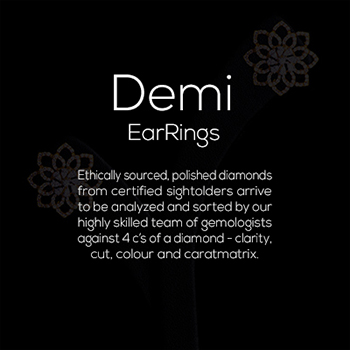 Demi
EarRings
Ethically sourced, polished diamonds
from certified sightolders arrive
to be analyzed and sorted by our
highly skilled team of gemologists
against 4 c's of a diamond - clarity,
cut, colour and caratmatrix.